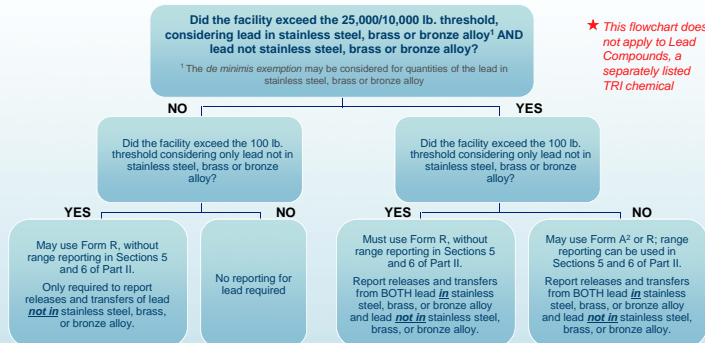 Did the facility exceed the 25,000/10,000 lb. threshold,
considering lead in stainless steel, brass or bronze alloy¹ AND
lead not stainless steel, brass or bronze alloy?
¹ The de minimis exemption may be considered for quantities of the lead in
stainless steel, brass or bronze alloy
★ This flowchart does
not apply to Lead
Compounds, a
separately listed
TRI chemical
NO
YES
Did the facility exceed the 100 lb.
threshold considering only lead not in
stainless steel, brass or bronze
alloy?
Did the facility exceed the 100 lb.
threshold considering only lead not in
stainless steel, brass or bronze
alloy?
YES
NO
YES
NO
May use Form R, without
range reporting in Sections 5
and 6 of Part II.
Only required to report
releases and transfers of lead
not in stainless steel, brass,
or bronze alloy.
No reporting for
lead required
Must use Form R, without
range reporting in Sections 5
and 6 of Part II.
Report releases and transfers
from BOTH lead in stainless
steel, brass, or bronze alloy
and lead not in stainless steel,
brass, or bronze alloy.
May use Form A² or R; range
reporting can be used in
Sections 5 and 6 of Part II.
Report releases and transfers
from BOTH lead in stainless
steel, brass, or bronze alloy
and lead not in stainless steel,
brass, or bronze alloy.